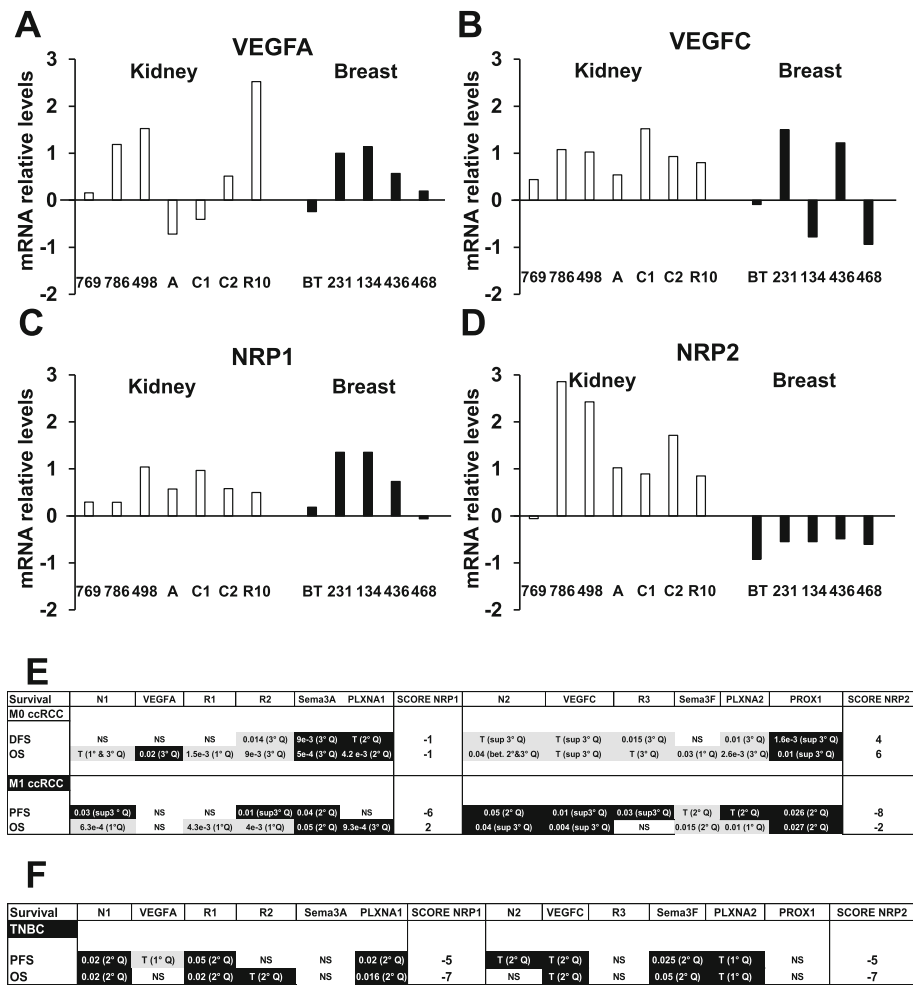 A
VEGFA
Kidney
Breast
mRNA relative levels
3
2
1
0
-1
-2
769 786 498 A C1 C2 R10 BT 231 134 436 468
B
VEGFC
Kidney
Breast
mRNA relative levels
3
2
1
0
-1
-2
769 786 498 A C1 C2 R10 BT 231 134 436 468
C
NRP1
Kidney
Breast
mRNA relative levels
3
2
1
0
-1
-2
769 786 498 A C1 C2 R10 BT 231 134 436 468
D
NRP2
Kidney
Breast
mRNA relative levels
3
2
1
0
-1
-2
769 786 498 A C1 C2 R10 BT 231 134 436 468
E
Survival N1 VEGFA R1 R2 Sema3A PLXNA1 SCORE NRP1 N2 VEGFC R3 Sema3F PLXNA2 PROX1 SCORE NRP2
M0 ccRCC
DFS NS NS NS 0.014 (3° Q) 9e-3 (3° Q) T (2° Q) -1 T (sup 3° Q) T (sup 3° Q) 0.015 (3° Q) NS 0.01 (3° Q) 1.6e-3 (sup 3° Q) 4
OS T (1° & 3° Q) 0.02 (3° Q) 1.5e-3 (1° Q) 9e-3 (3° Q) 5e-4 (3° Q) 4.2 e-3 (2° Q) -1 0.04 (bet. 2°&3° Q) T (sup 3° Q) T (3° Q) 0.03 (1° Q) 2.6e-3 (3° Q) 0.01 (sup 3° Q) 6
M1 ccRCC
PFS 0.03 (sup3 ° Q) NS NS 0.01 (sup3° Q) 0.04 (2° Q) NS -6 0.05 (2° Q) 0.01 (sup3° Q) 0.03 (sup3° Q) T (2° Q) T (2° Q) 0.026 (2° Q) -8
OS 6.3e-4 (1°Q) NS 4.3e-3 (1°Q) 4e-3 (1° Q) 0.05 (2° Q) 9.3e-4 (3° Q) 2 0.04 (sup 3° Q) 0.004 (sup 3° Q) NS 0.015 (2° Q) 0.01 (1° Q) 0.027 (2° Q) -2
F
Survival N1 VEGFA R1 R2 Sema3A PLXNA1 SCORE NRP1 N2 VEGFC R3 Sema3F PLXNA2 PROX1 SCORE NRP2
TNBC
PFS 0.02 (2° Q) T (1° Q) 0.05 (2° Q) NS NS 0.02 (2° Q) -5 T (2° Q) T (2° Q) NS 0.025 (2° Q) T (1° Q) NS -5
OS 0.02 (2° Q) NS 0.02 (2° Q) T (2° Q) NS 0.016 (2° Q) -7 NS T (2° Q) NS 0.05 (2° Q) T (1° Q) NS -7